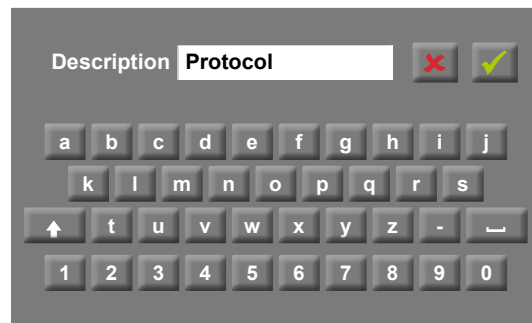 Description Protocol
a b c d e f g h i j
k l m n o p q r s
t u v w x y z -
1 2 3 4 5 6 7 8 9 0